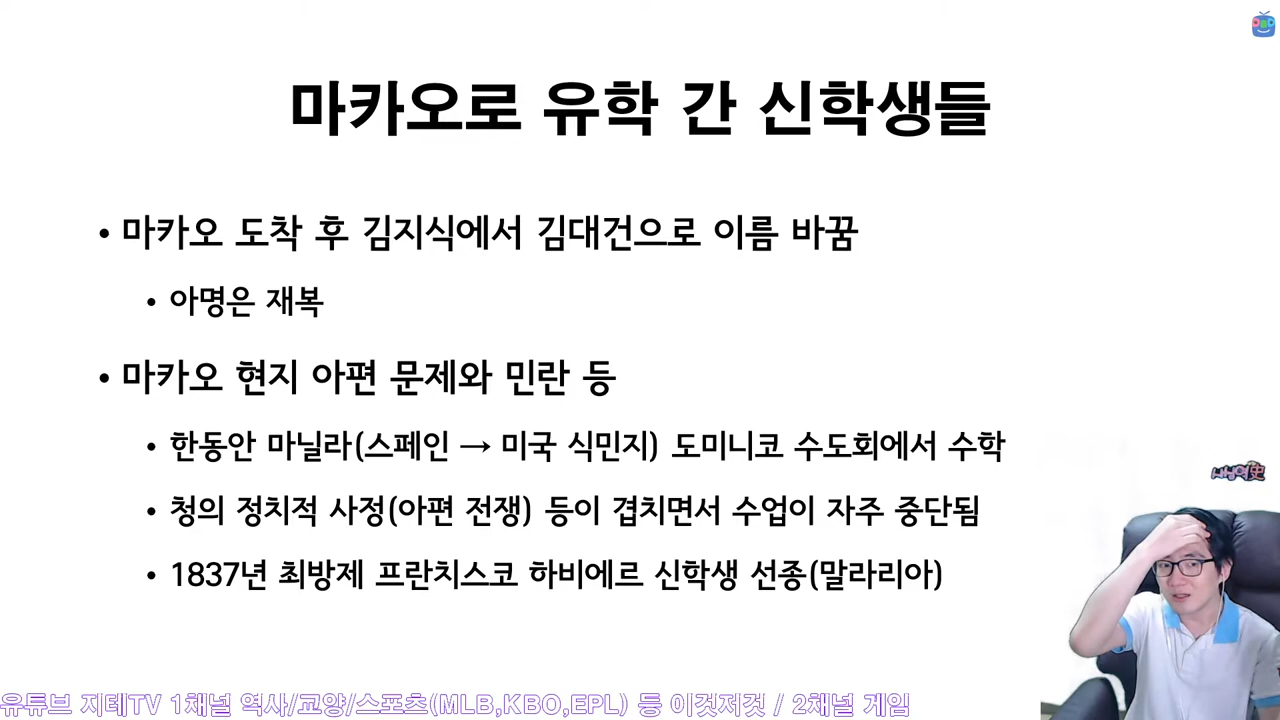 마카오로 유학 간 신학생들
• 마카오 도착 후 김지식에서 김대건으로 이름 바꿈
• 아명은 재복
• 마카오 현지 아편 문제와 민란 등
• 한동안 마닐라(스페인 → 미국 식민지) 도미니코 수도회에서 수학
• 청의 정치적 사정(아편 전쟁) 등이 겹치면서 수업이 자주 중단됨
• 1837년 최방제 프란치스코 하비에르 신학생 선종(말라리아)
유튜브 지테TV 1채널 역사/교양/스포츠(MLB,KBO,EPL) 등 이것저것 / 2채널 게임